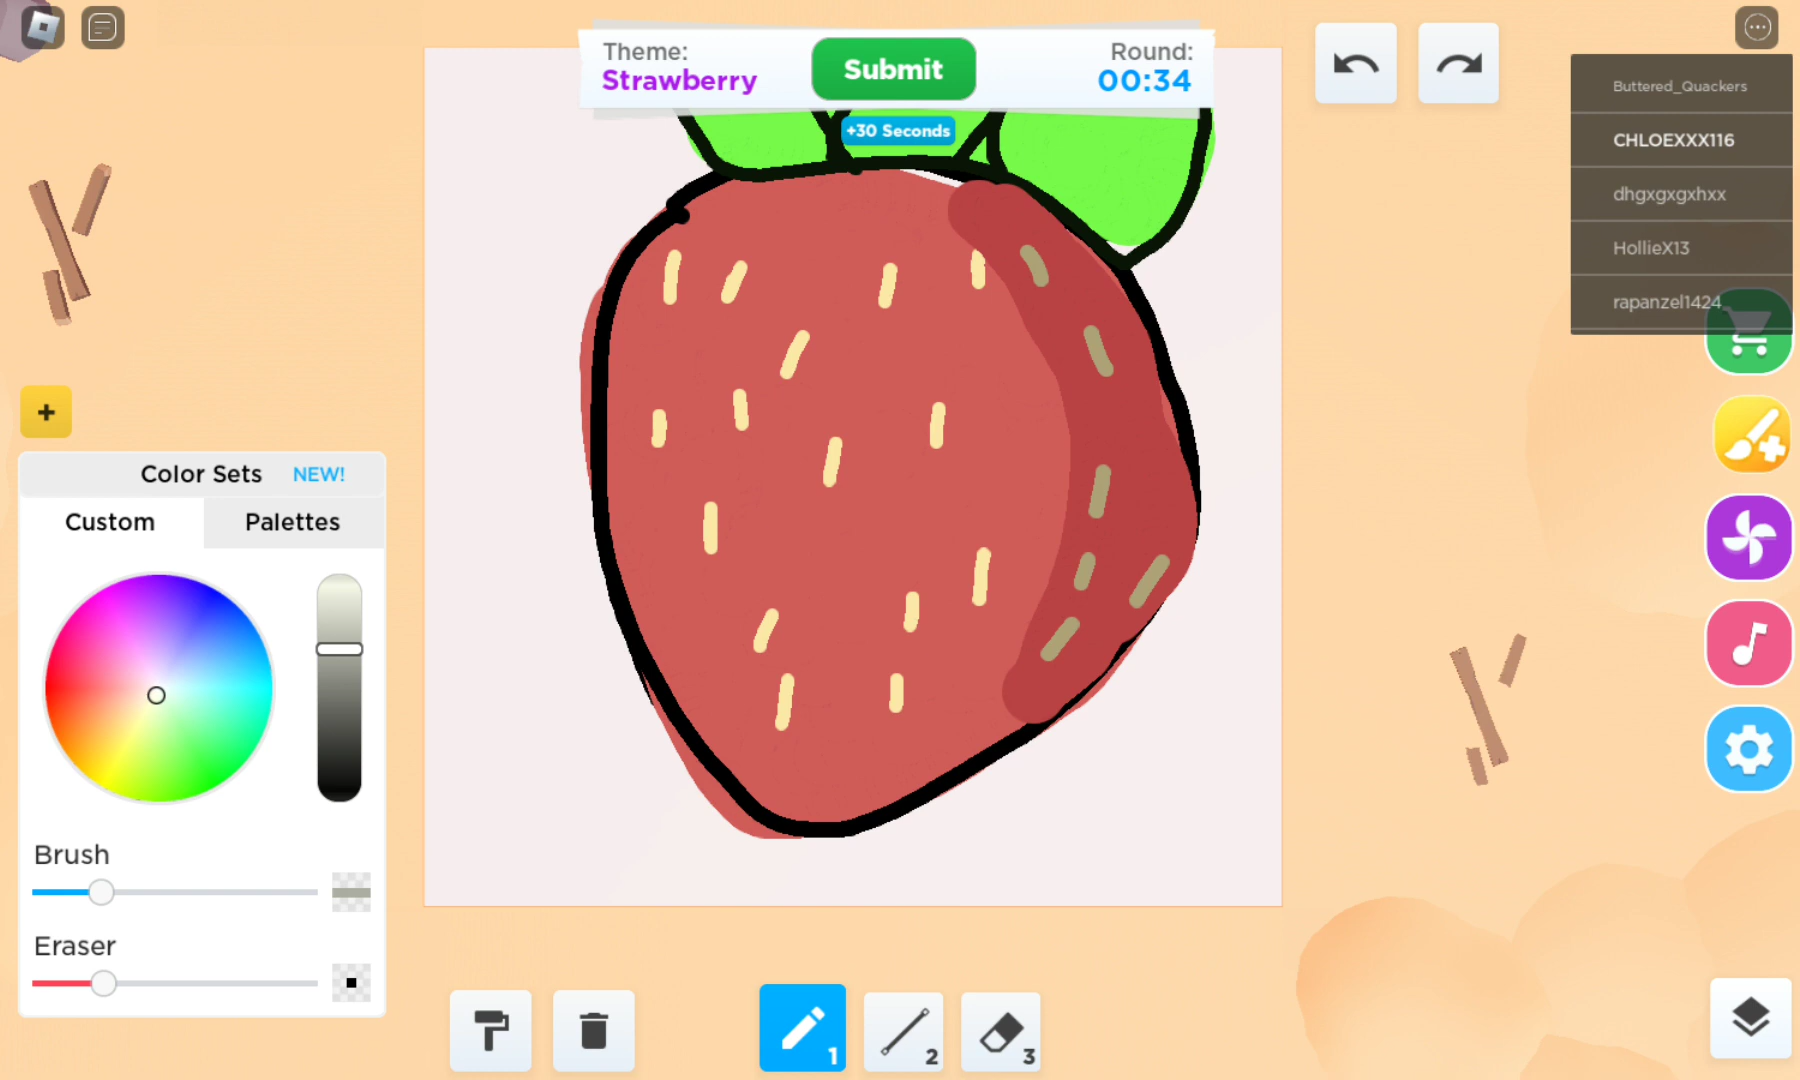 Theme:
Strawberry
Submit
Round:
00:34
+30 Seconds
Buttered_Quackers
CHLOEXXX116
dhgxgxgxhxx
HollieX13
rapanzel1424_
+
Color Sets NEW!
Custom
Palettes
Brush
Eraser
1
2
3